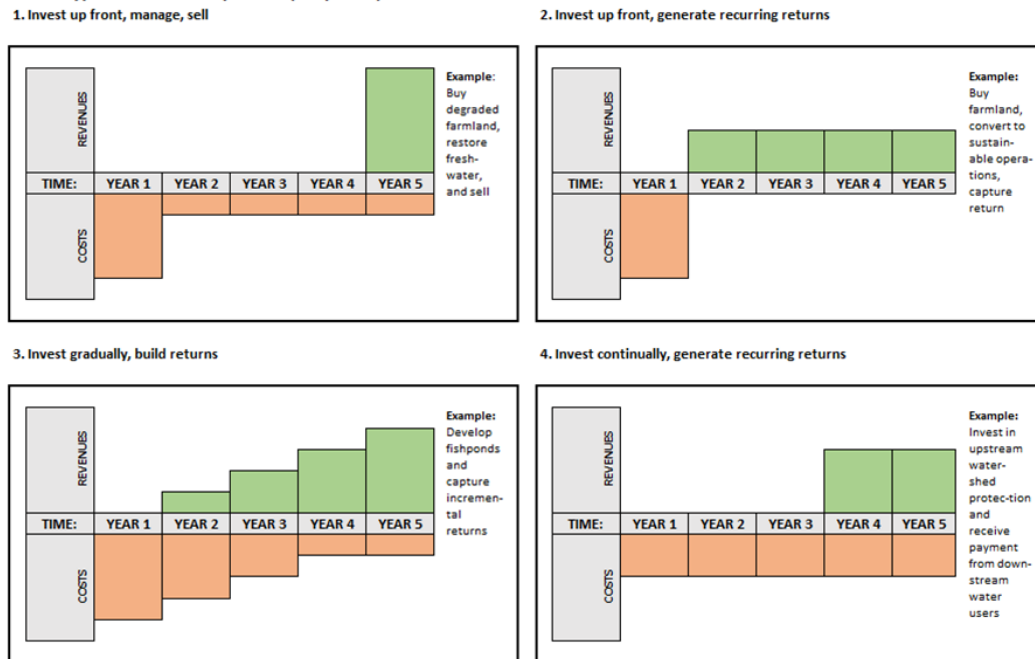 1. Invest up front, manage, sell
REVENUES
TIME: YEAR 1 YEAR 2 YEAR 3 YEAR 4 YEAR 5
COSTS
Example:
Buy
degraded
farmland,
restore
fresh-
water,
and sell
2. Invest up front, generate recurring returns
REVENUES
TIME: YEAR 1 YEAR 2 YEAR 3 YEAR 4 YEAR 5
COSTS
Example:
Buy
farmland,
convert to
sustain-
able opera-
tions,
capture
return
3. Invest gradually, build returns
REVENUES
TIME: YEAR 1 YEAR 2 YEAR 3 YEAR 4 YEAR 5
COSTS
Example:
Develop
fishponds
and
capture
incremen-
tal
returns
4. Invest continually, generate recurring returns
REVENUES
TIME: YEAR 1 YEAR 2 YEAR 3 YEAR 4 YEAR 5
COSTS
Example:
Invest in
upstream
water-
shed
protec-tion
and
receive
payment
from down-
stream
water
users